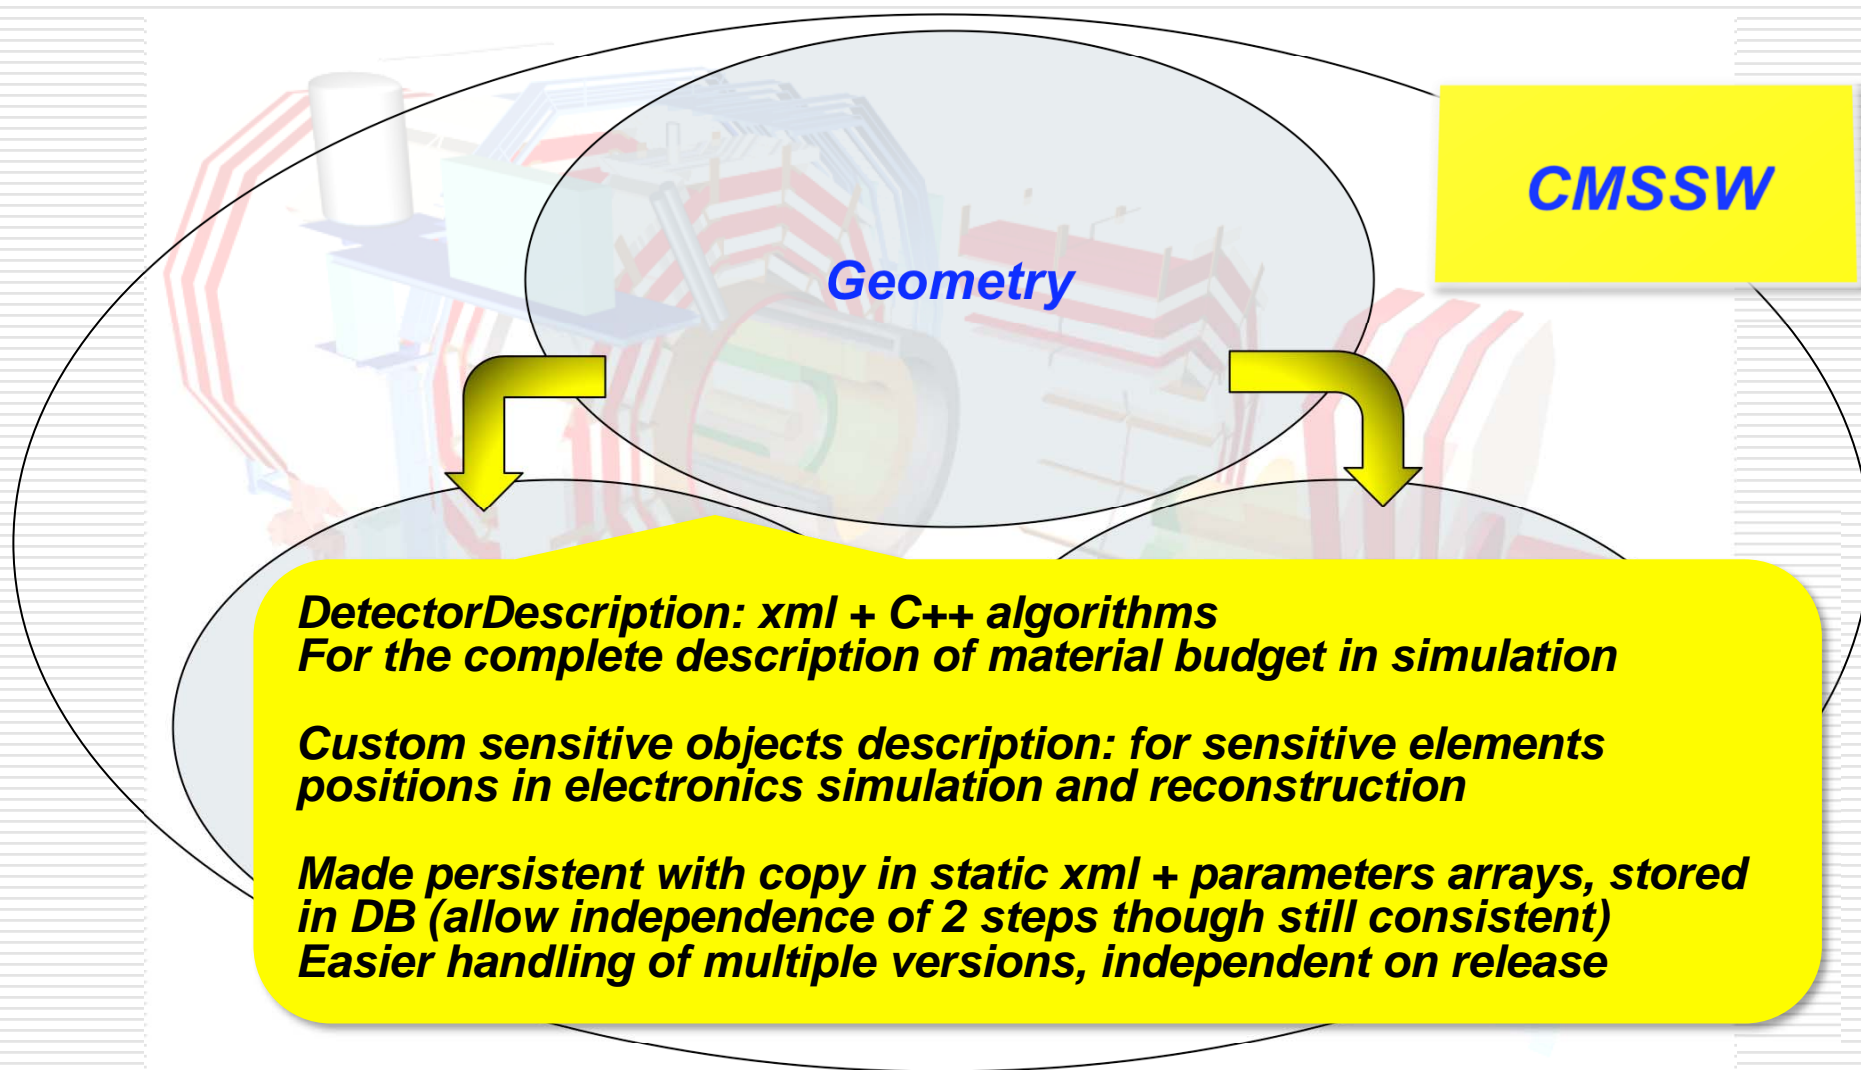 CMSSW
Geometry
DetectorDescription: xml + C++ algorithms
For the complete description of material budget in simulation
Custom sensitive objects description: for sensitive elements
positions in electronics simulation and reconstruction
Made persistent with copy in static xml + parameters arrays, stored
in DB (allow independence of 2 steps though still consistent)
Easier handling of multiple versions, independent on release